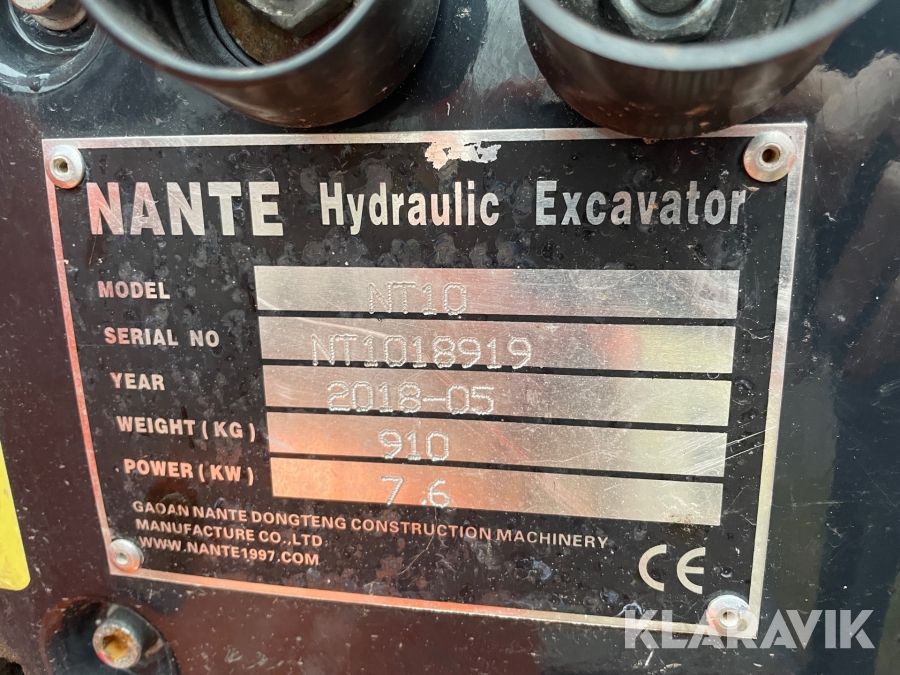 NANTE Hydraulic Excavator
MODEL NT10
SERIAL NO NT1018919
YEAR 2018-05
WEIGHT(KG) 910
POWER(KW) 7.6
GAOAN NANTE DONGTENG CONSTRUCTION MACHINERY
MANUFACTURE CO.,LTD
WWW.NANTE1997.COM
CE
KLARAVIK